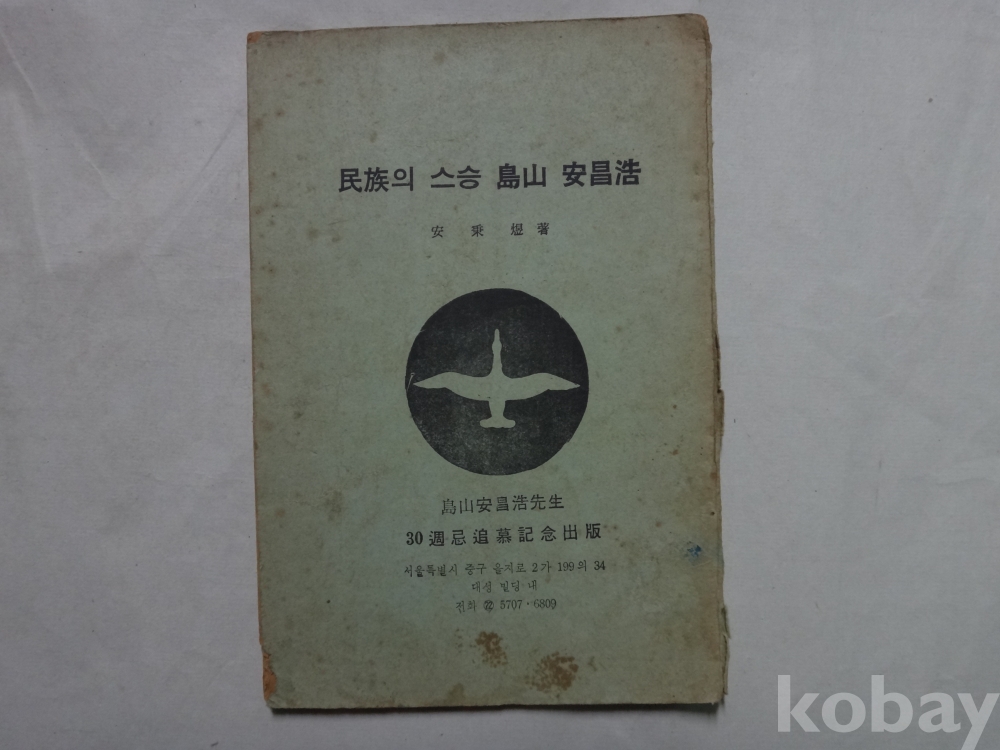 民族의 스승 島山 安昌浩
安秉煜著
島山安昌浩先生
30週忌追慕記念出版
서울특별시 중구 을지로 2가 199의 34
대성 빌딩 내
전화 ㉒ 5707·6809
kobay